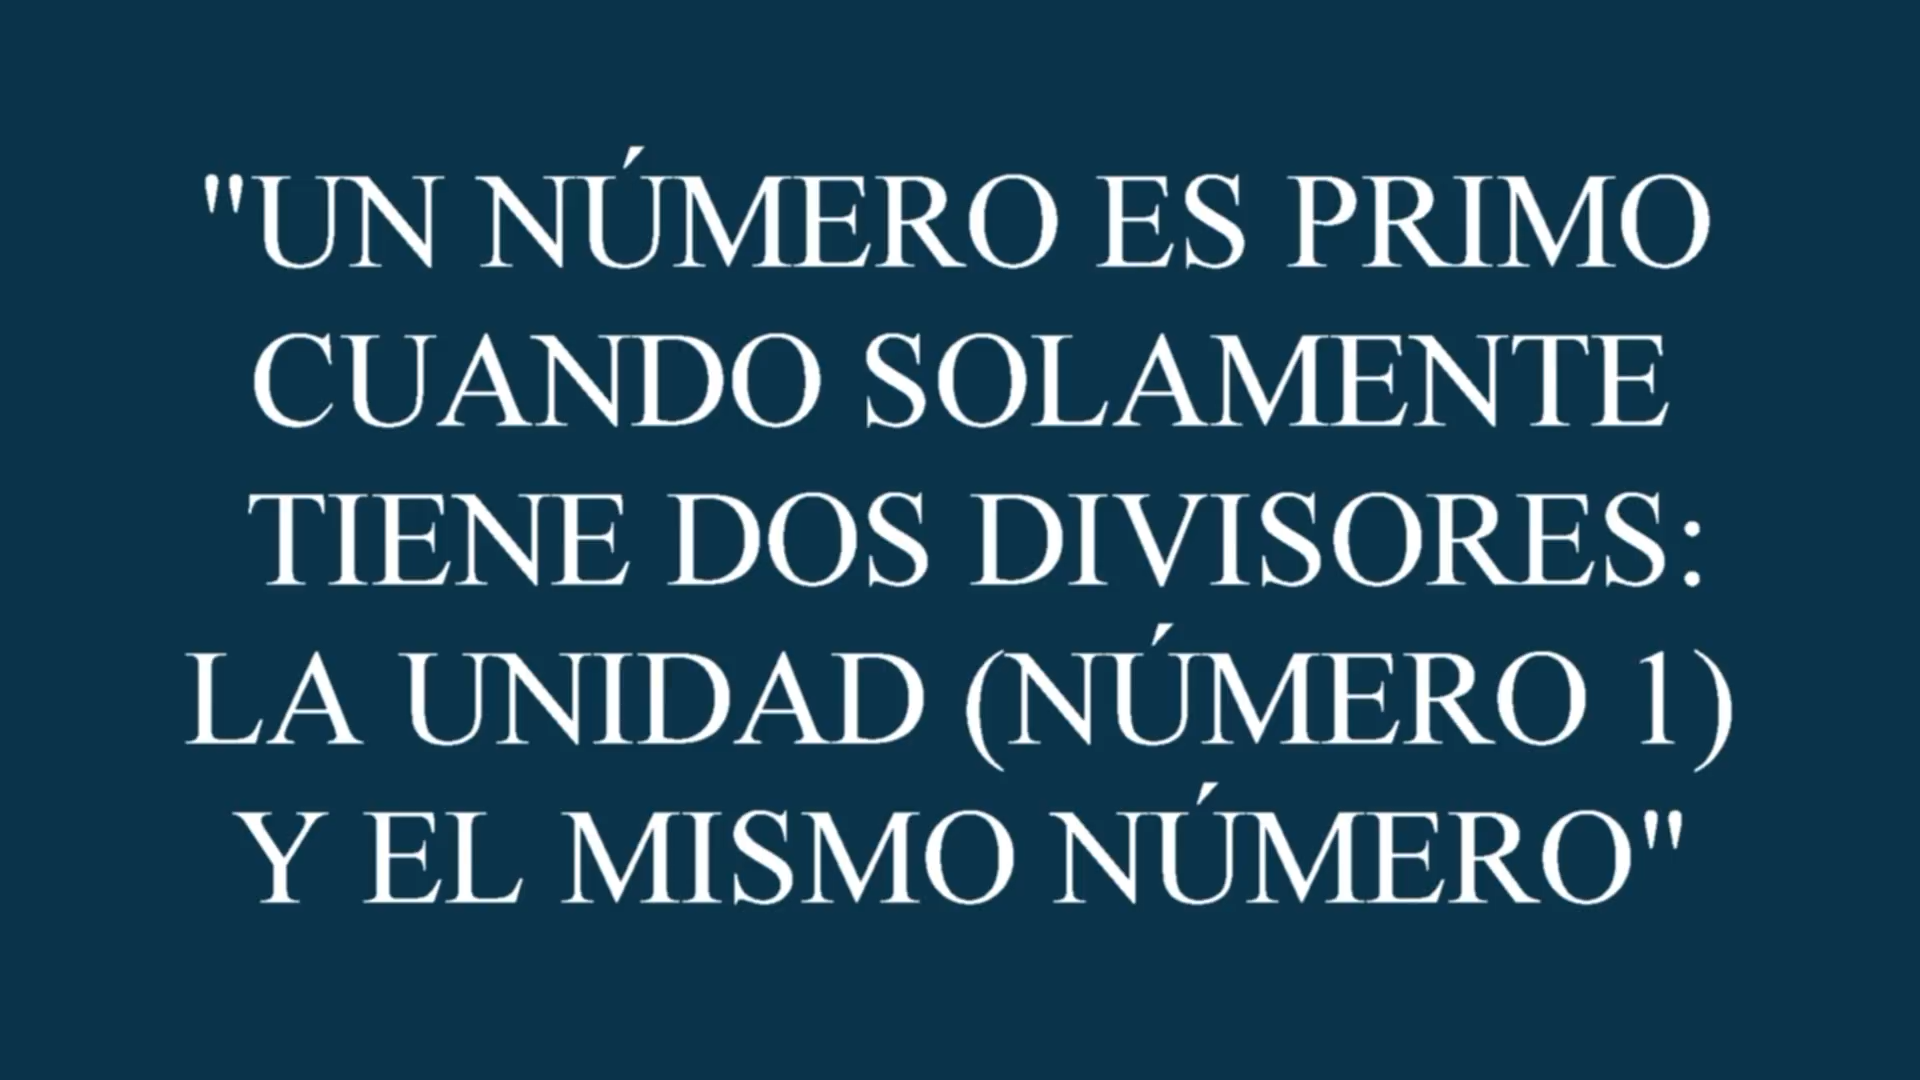 "UN NÚMERO ES PRIMO
CUANDO SOLAMENTE
TIENE DOS DIVISORES:
LA UNIDAD (NÚMERO 1)
Y EL MISMO NÚMERO"